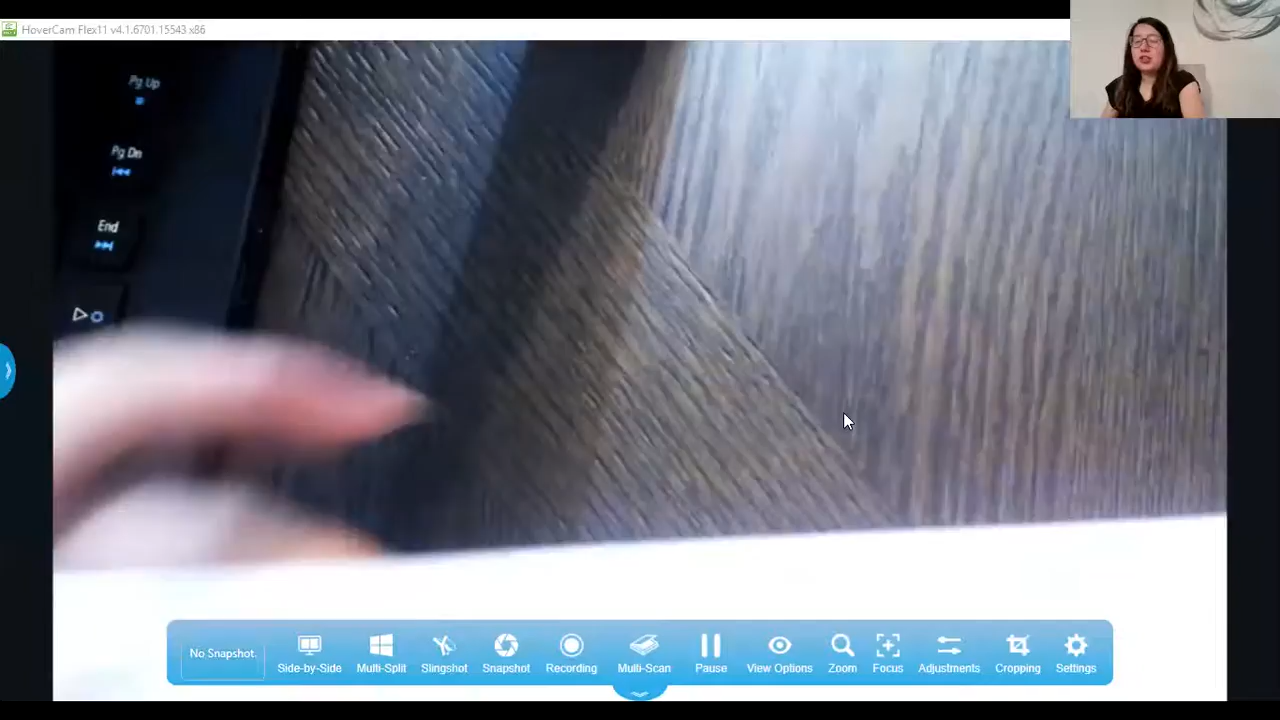 HoverCam Flex11 v4.1.6701.15543 x86
Pg Up
Pg Dn
End
No Snapshot.
Side-by-Side
Multi-Split
Slingshot
Snapshot
Recording
Multi-Scan
Pause
View Options
Zoom
Focus
Adjustments
Cropping
Settings